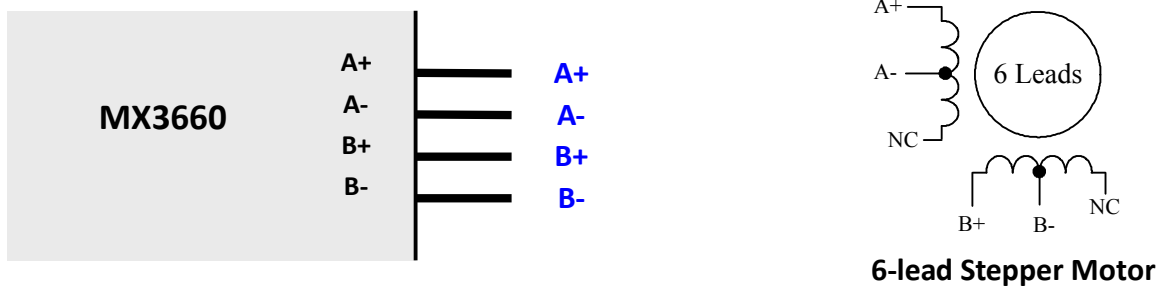 MX3660
A+
A-
B+
B-
A+
A-
B+
B-
A+
A-
NC
6 Leads
B+
B-
NC
6-lead Stepper Motor